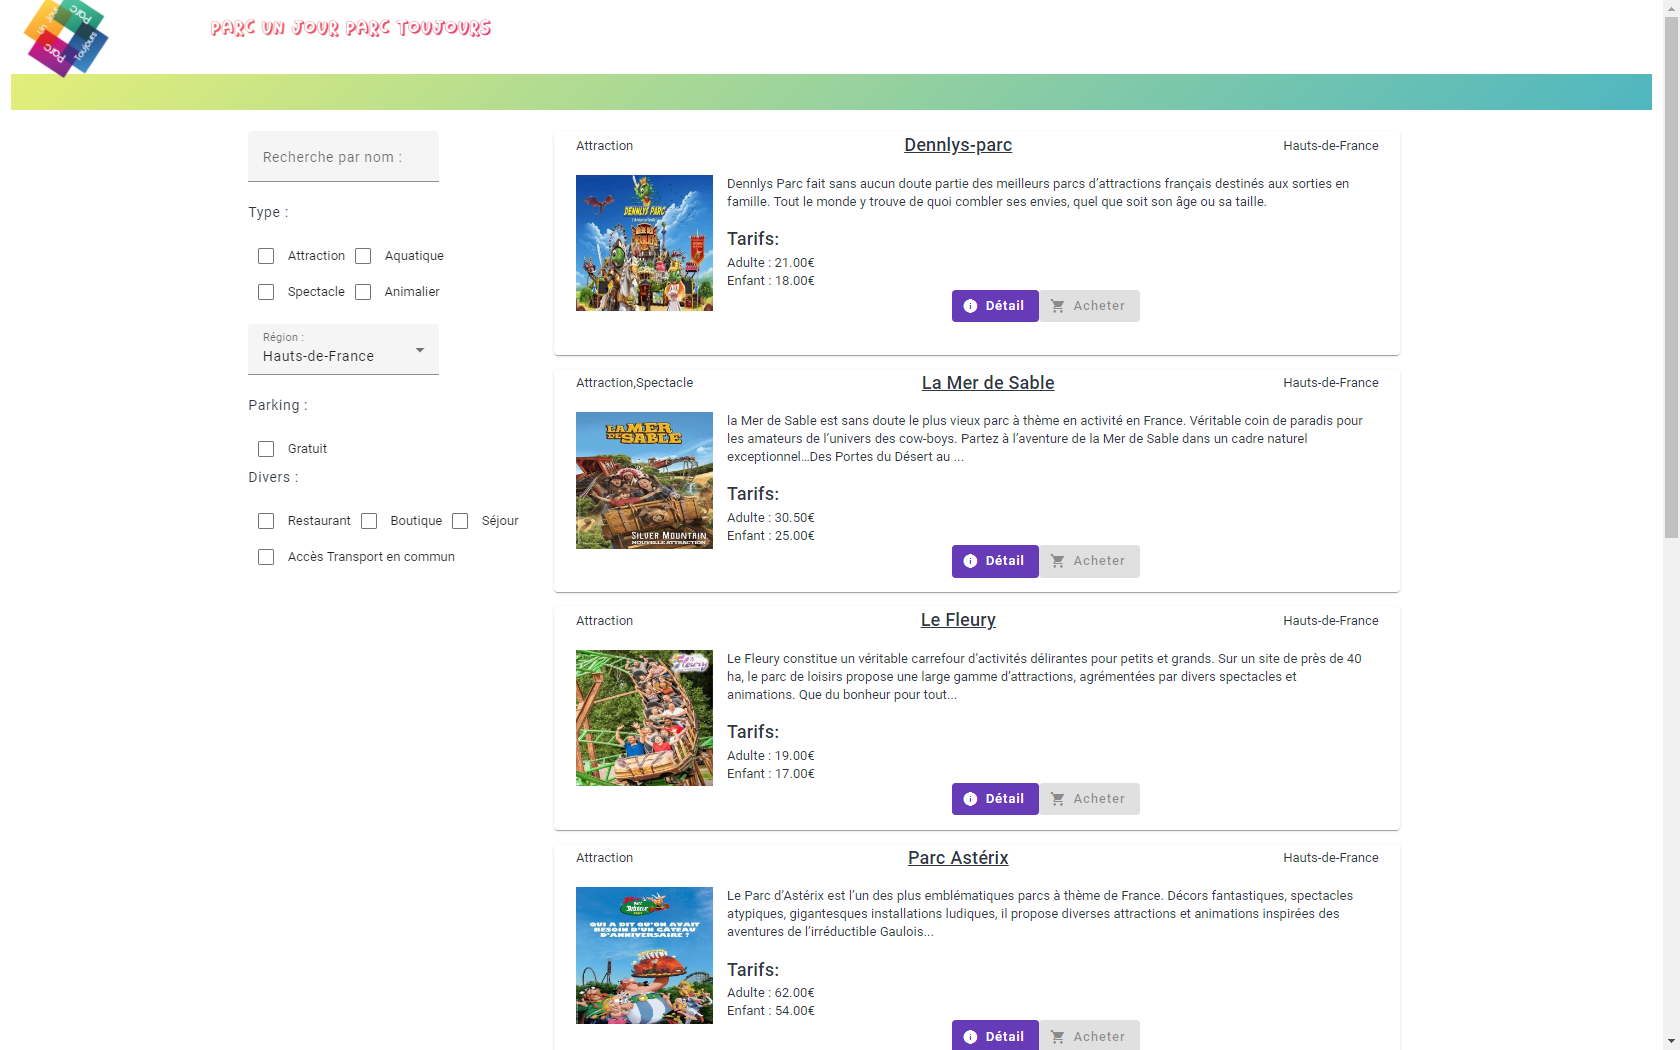 Parc
un jour
Parc
Toujours
PARC UN JOUR PARC TOUJOURS
Recherche par nom :
Type :
Attraction
Aquatique
Spectacle
Animalier
Région :
Hauts-de-France
Parking :
Gratuit
Divers :
Restaurant
Boutique
Séjour
Accès Transport en commun
Attraction
Dennlys-parc
Hauts-de-France
DENNLYS PARC
Dennlys Parc fait sans aucun doute partie des meilleurs parcs d’attractions français destinés aux sorties en
famille. Tout le monde y trouve de quoi combler ses envies, quel que soit son âge ou sa taille.
Tarifs:
Adulte : 21.00€
Enfant : 18.00€
Détail
Acheter
Attraction,Spectacle
La Mer de Sable
Hauts-de-France
LA MER
DE SABLE
SILVER MOUNTAIN
NOUVELLE ATTRACTION
la Mer de Sable est sans doute le plus vieux parc à thème en activité en France. Véritable coin de paradis pour
les amateurs de l’univers des cow-boys. Partez à l’aventure de la Mer de Sable dans un cadre naturel
exceptionnel...Des Portes du Désert au ...
Tarifs:
Adulte : 30.50€
Enfant : 25.00€
Détail
Acheter
Attraction
Le Fleury
Hauts-de-France
Fleury
Le Fleury constitue un véritable carrefour d’activités délirantes pour petits et grands. Sur un site de près de 40
ha, le parc de loisirs propose une large gamme d’attractions, agrémentées par divers spectacles et
animations. Que du bonheur pour tout...
Tarifs:
Adulte : 19.00€
Enfant : 17.00€
Détail
Acheter
Attraction
Parc Astérix
Hauts-de-France
QUI A DIT QU'ON AVAIT
BESOIN D'UN GÂTEAU
D'ANNIVERSAIRE ?
Le Parc d’Astérix est l’un des plus emblématiques parcs à thème de France. Décors fantastiques, spectacles
atypiques, gigantesques installations ludiques, il propose diverses attractions et animations inspirées des
aventures de l’irréductible Gaulois...
Tarifs:
Adulte : 62.00€
Enfant : 54.00€
Détail
Acheter